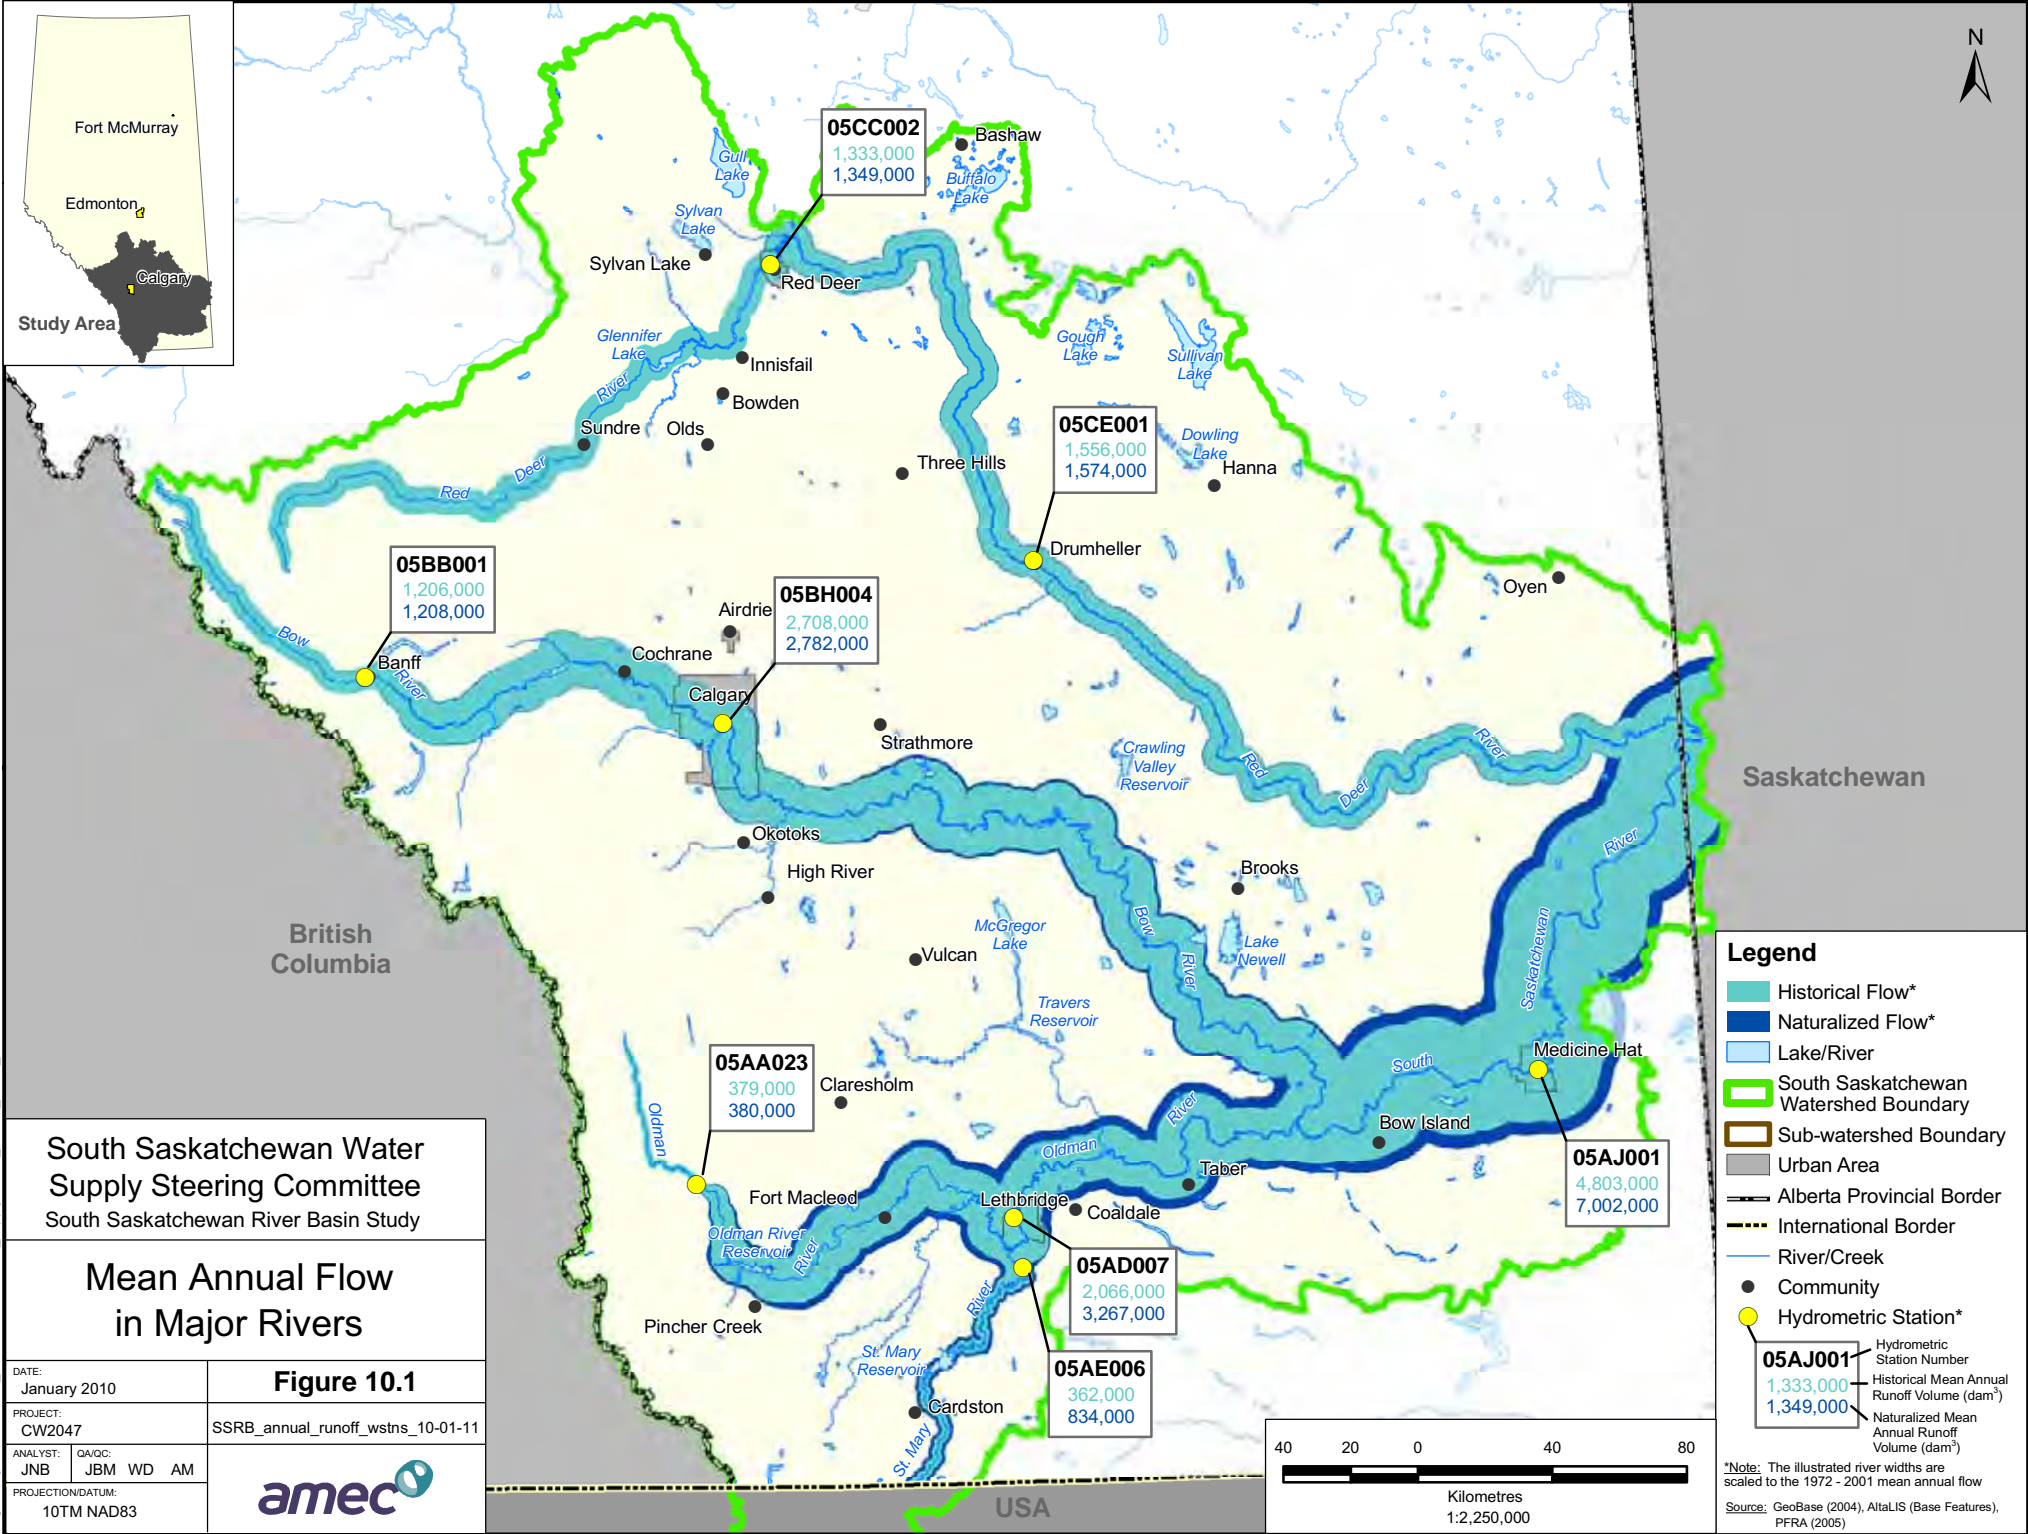 N
Fort McMurray
Edmonton
Calgary
Study Area
05CC002
1,333,000
1,349,000
Bashaw
Gull
Lake
Buffalo
Lake
Sylvan
Lake
Sylvan Lake
Red Deer
Glennifer
Lake
Gough
Lake
Sullivan
Lake
Innisfail
River
Bowden
Sundre
Olds
05CE001
1,556,000
1,574,000
Dowling
Lake
Hanna
Three Hills
Deer
Red
Drumheller
05BB001
1,206,000
1,208,000
05BH004
2,708,000
2,782,000
Airdrie
Oyen
Bow
Banff
River
Cochrane
Calgary
Strathmore
Crawling
Valley
Reservoir
Red
Deer
River
Saskatchewan
Okotoks
High River
Brooks
River
British
Columbia
McGregor
Lake
Bow
River
Lake
Newell
Saskatchewan
Vulcan
Travers
Reservoir
Medicine Hat
South
05AA023
379,000
380,000
Claresholm
Oldman
River
Bow Island
Oldman
05AJ001
4,803,000
7,002,000
Taber
Fort Macleod
Lethbridge
Coaldale
Oldman River
Reservoir
River
05AD007
2,066,000
3,267,000
River
Pincher Creek
St. Mary
Reservoir
05AE006
362,000
834,000
Cardston
St. Mary
USA
Legend
Historical Flow*
Naturalized Flow*
Lake/River
South Saskatchewan
Watershed Boundary
Sub-watershed Boundary
Urban Area
Alberta Provincial Border
International Border
River/Creek
Community
Hydrometric Station*
05AJ001
1,333,000
1,349,000
Hydrometric
Station Number
Historical Mean Annual
Runoff Volume (dam³)
Naturalized Mean
Annual Runoff
Volume (dam³)
*Note: The illustrated river widths are
scaled to the 1972 - 2001 mean annual flow
Source: GeoBase (2004), AltaLIS (Base Features),
PFRA (2005)
40 20 0 40 80
Kilometres
1:2,250,000
South Saskatchewan Water
Supply Steering Committee
South Saskatchewan River Basin Study
Mean Annual Flow
in Major Rivers
DATE:
January 2010
Figure 10.1
PROJECT:
CW2047
SSRB_annual_runoff_wstns_10-01-11
ANALYST:
JNB
QA/QC:
JBM WD AM
PROJECTION/DATUM:
10TM NAD83
amec